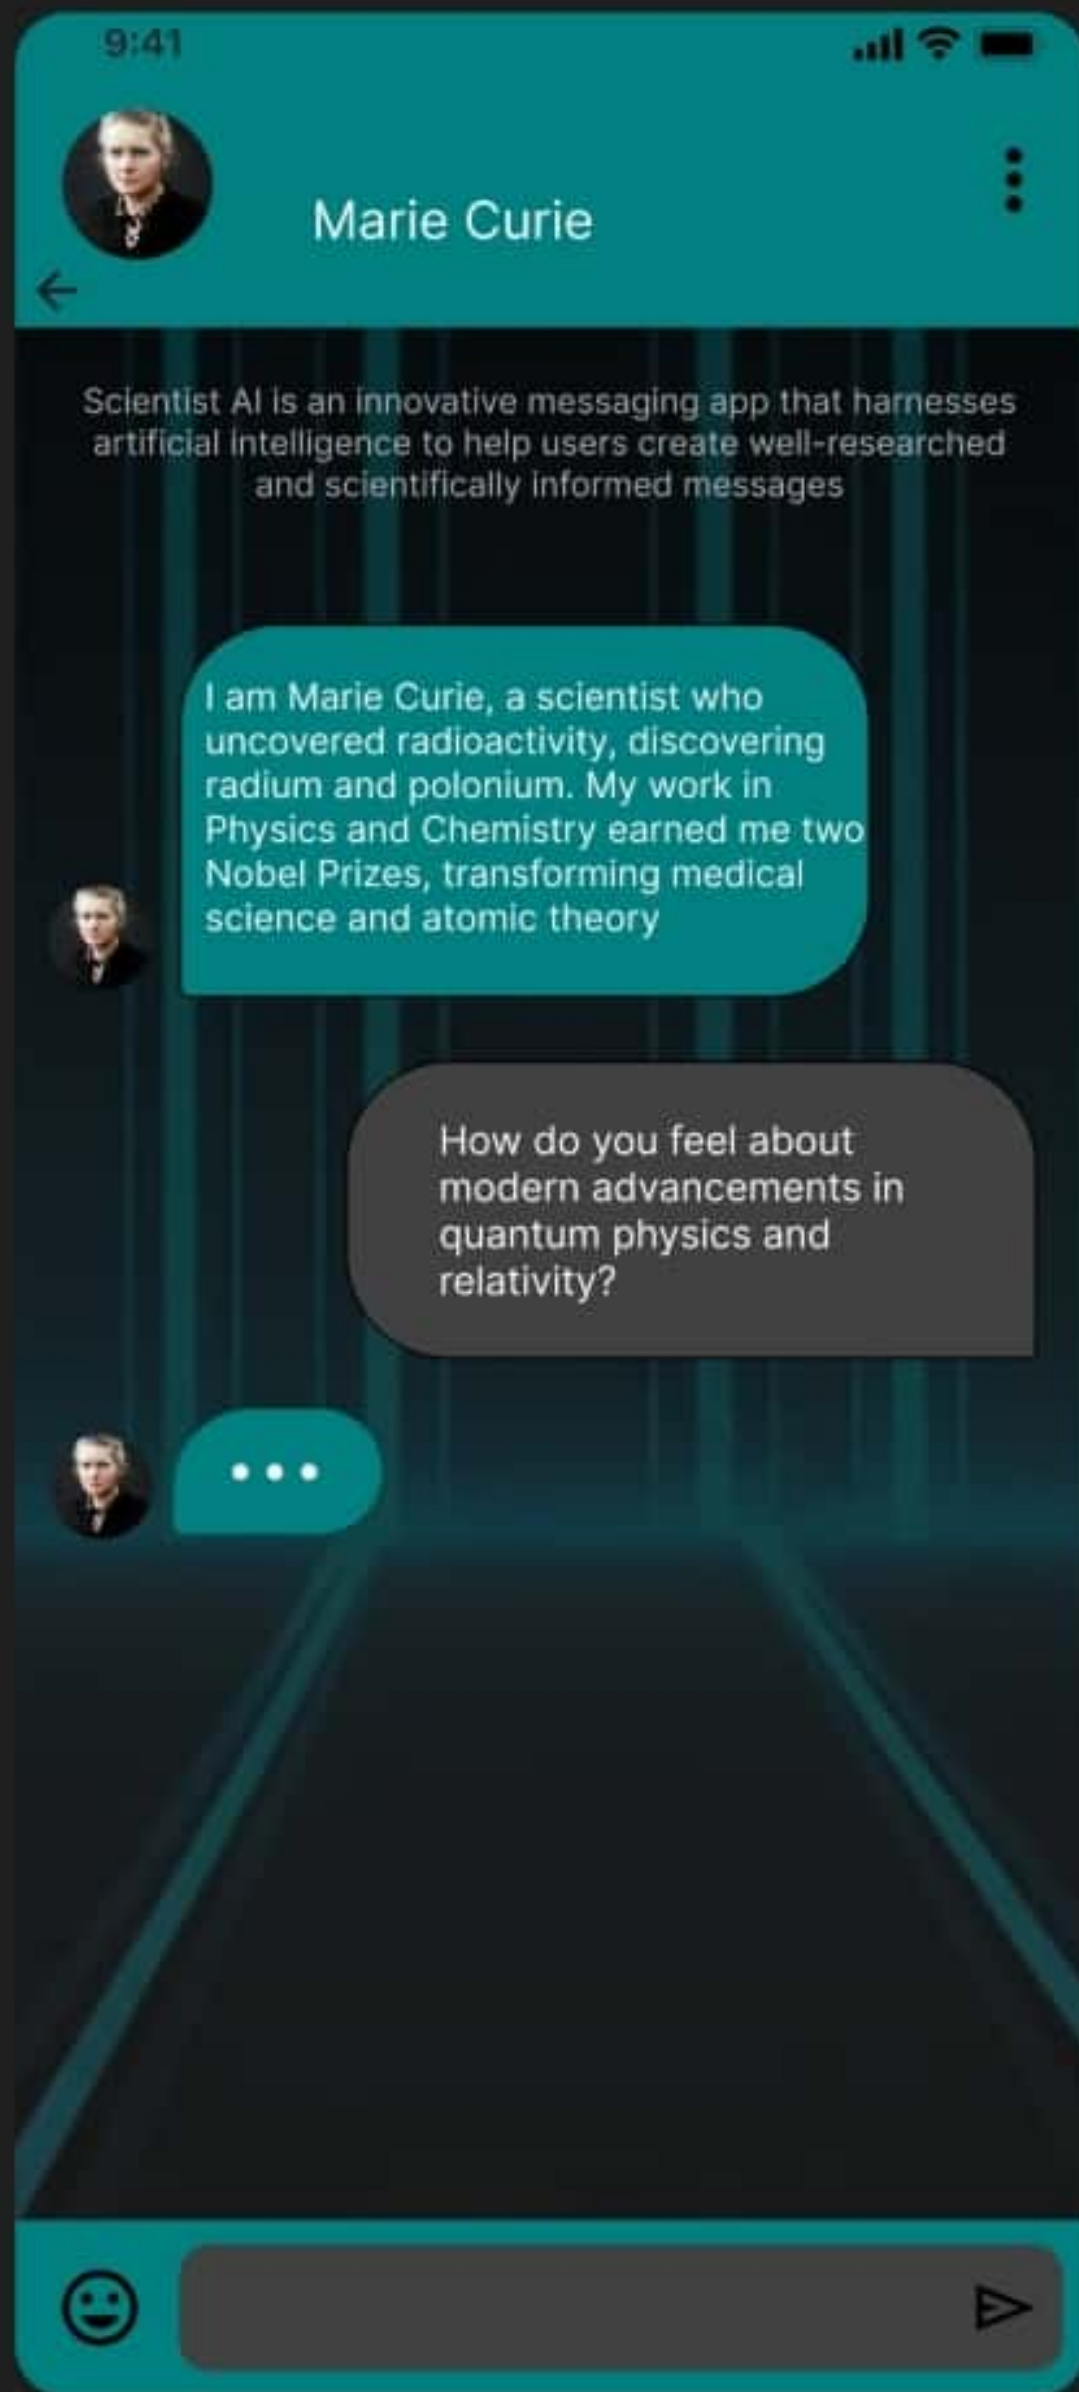 9:41
Marie Curie
Scientist AI is an innovative messaging app that harnesses
artificial intelligence to help users create well-researched
and scientifically informed messages
I am Marie Curie, a scientist who
uncovered radioactivity, discovering
radium and polonium. My work in
Physics and Chemistry earned me two
Nobel Prizes, transforming medical
science and atomic theory
How do you feel about
modern advancements in
quantum physics and
relativity?